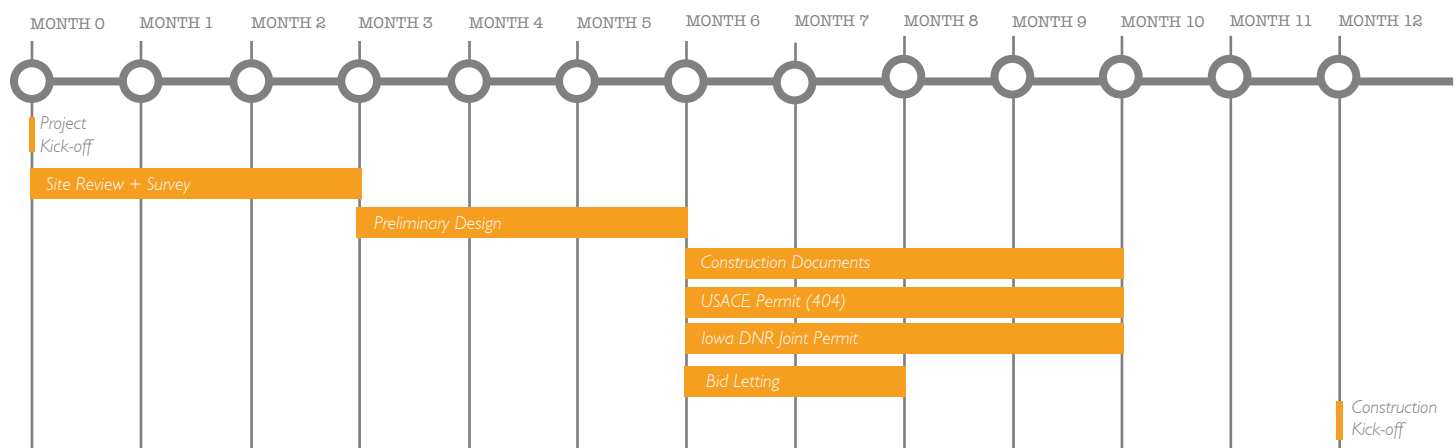 MONTH 0 MONTH 1 MONTH 2 MONTH 3 MONTH 4 MONTH 5 MONTH 6 MONTH 7 MONTH 8 MONTH 9 MONTH 10 MONTH 11 MONTH 12
Project
Kick-off
Site Review + Survey
Preliminary Design
Construction Documents
USACE Permit (404)
Iowa DNR Joint Permit
Bid Letting
Construction
Kick-off